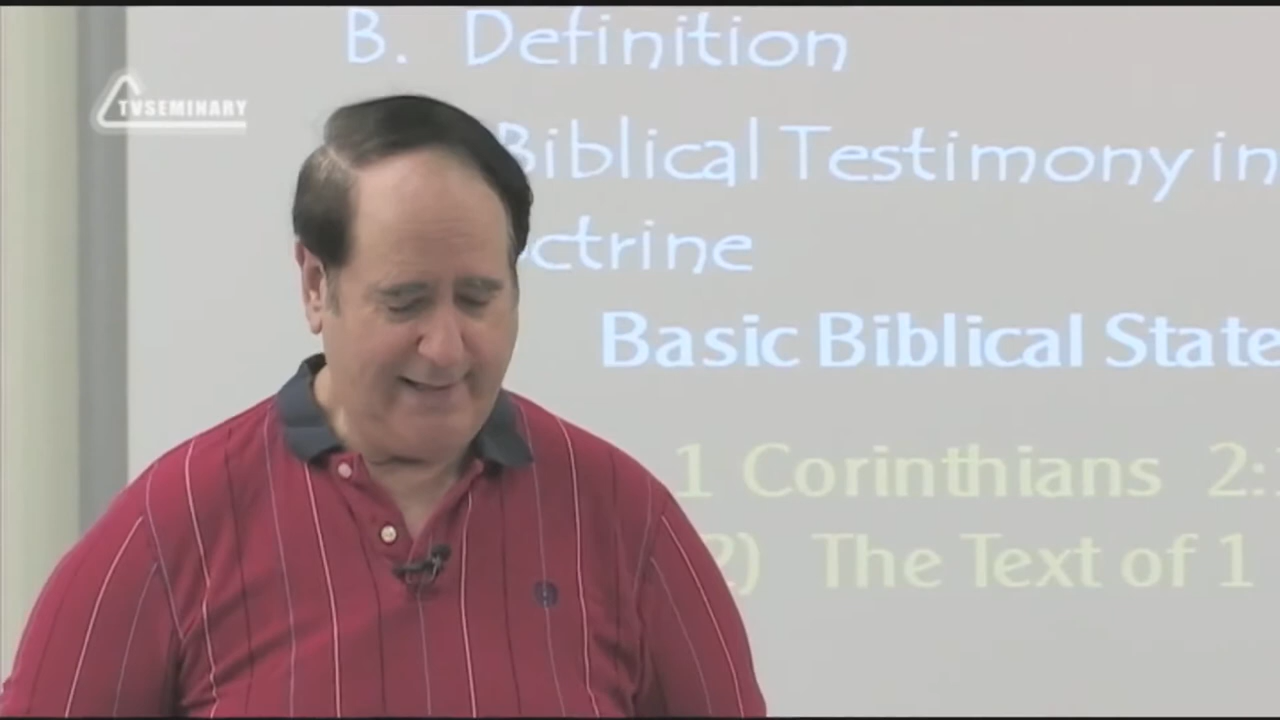 TVSEMINARY
B. Definition
Biblical Testimony in
ctrine
Basic Biblical State
1 Corinthians 2:
2) The Text of 1